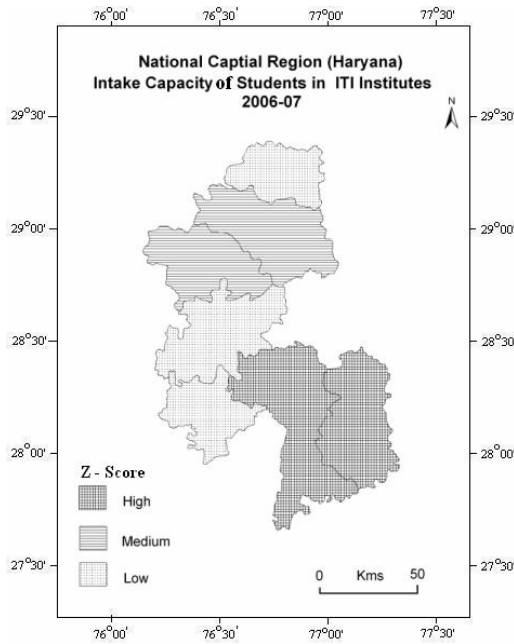 76°00' 76°30' 77°00' 77°30'
National Captial Region (Haryana)
Intake Capacity of Students in ITI Institutes
2006-07
N
29°30' 29°30'
29°00' 29°00'
28°30' 28°30'
28°00' 28°00'
Z - Score
High
Medium
Low
0 Kms 50
27°30' 27°30'
76°00' 76°30' 77°00' 77°30'